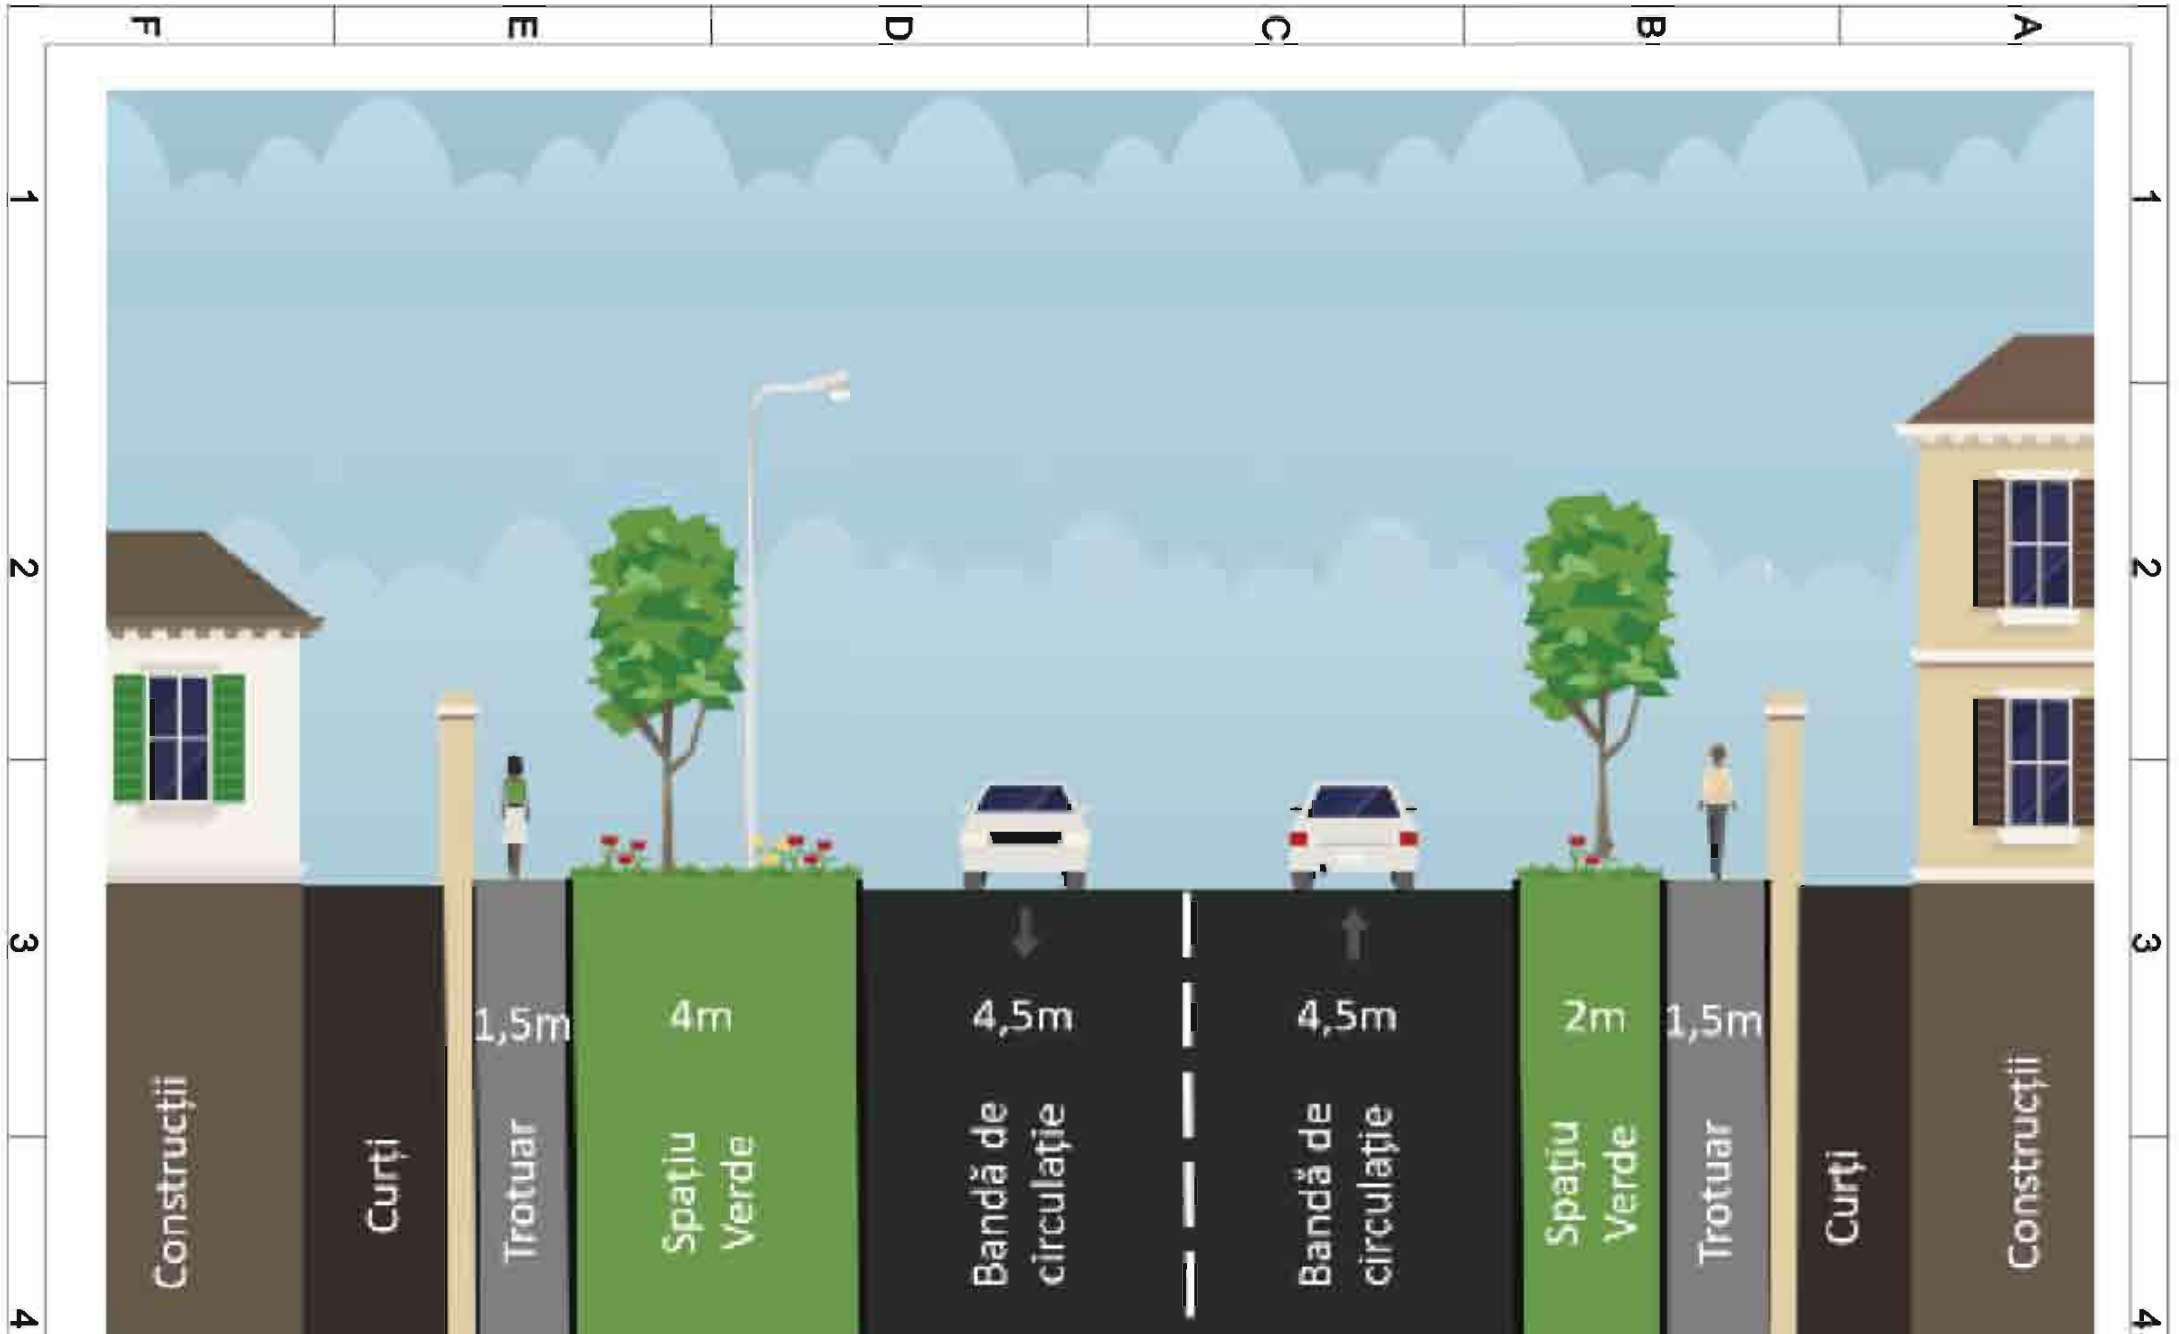 F E D C B A
1 1
2 2
3 3
4 4
1,5m 4m 4,5m 4,5m 2m 1,5m
Construcții
Curți
Trotuar
Spațiu
Verde
Bandă de
circulație
Bandă de
circulație
Spațiu
Verde
Trotuar
Curți
Construcții